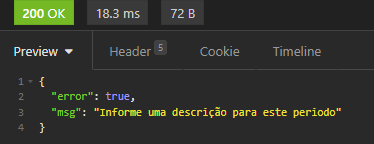 200 OK 18.3 ms 72 B
Preview Header 5 Cookie Timeline
1 {
2 "error": true,
3 "msg": "Informe uma descrição para este periodo"
4 }